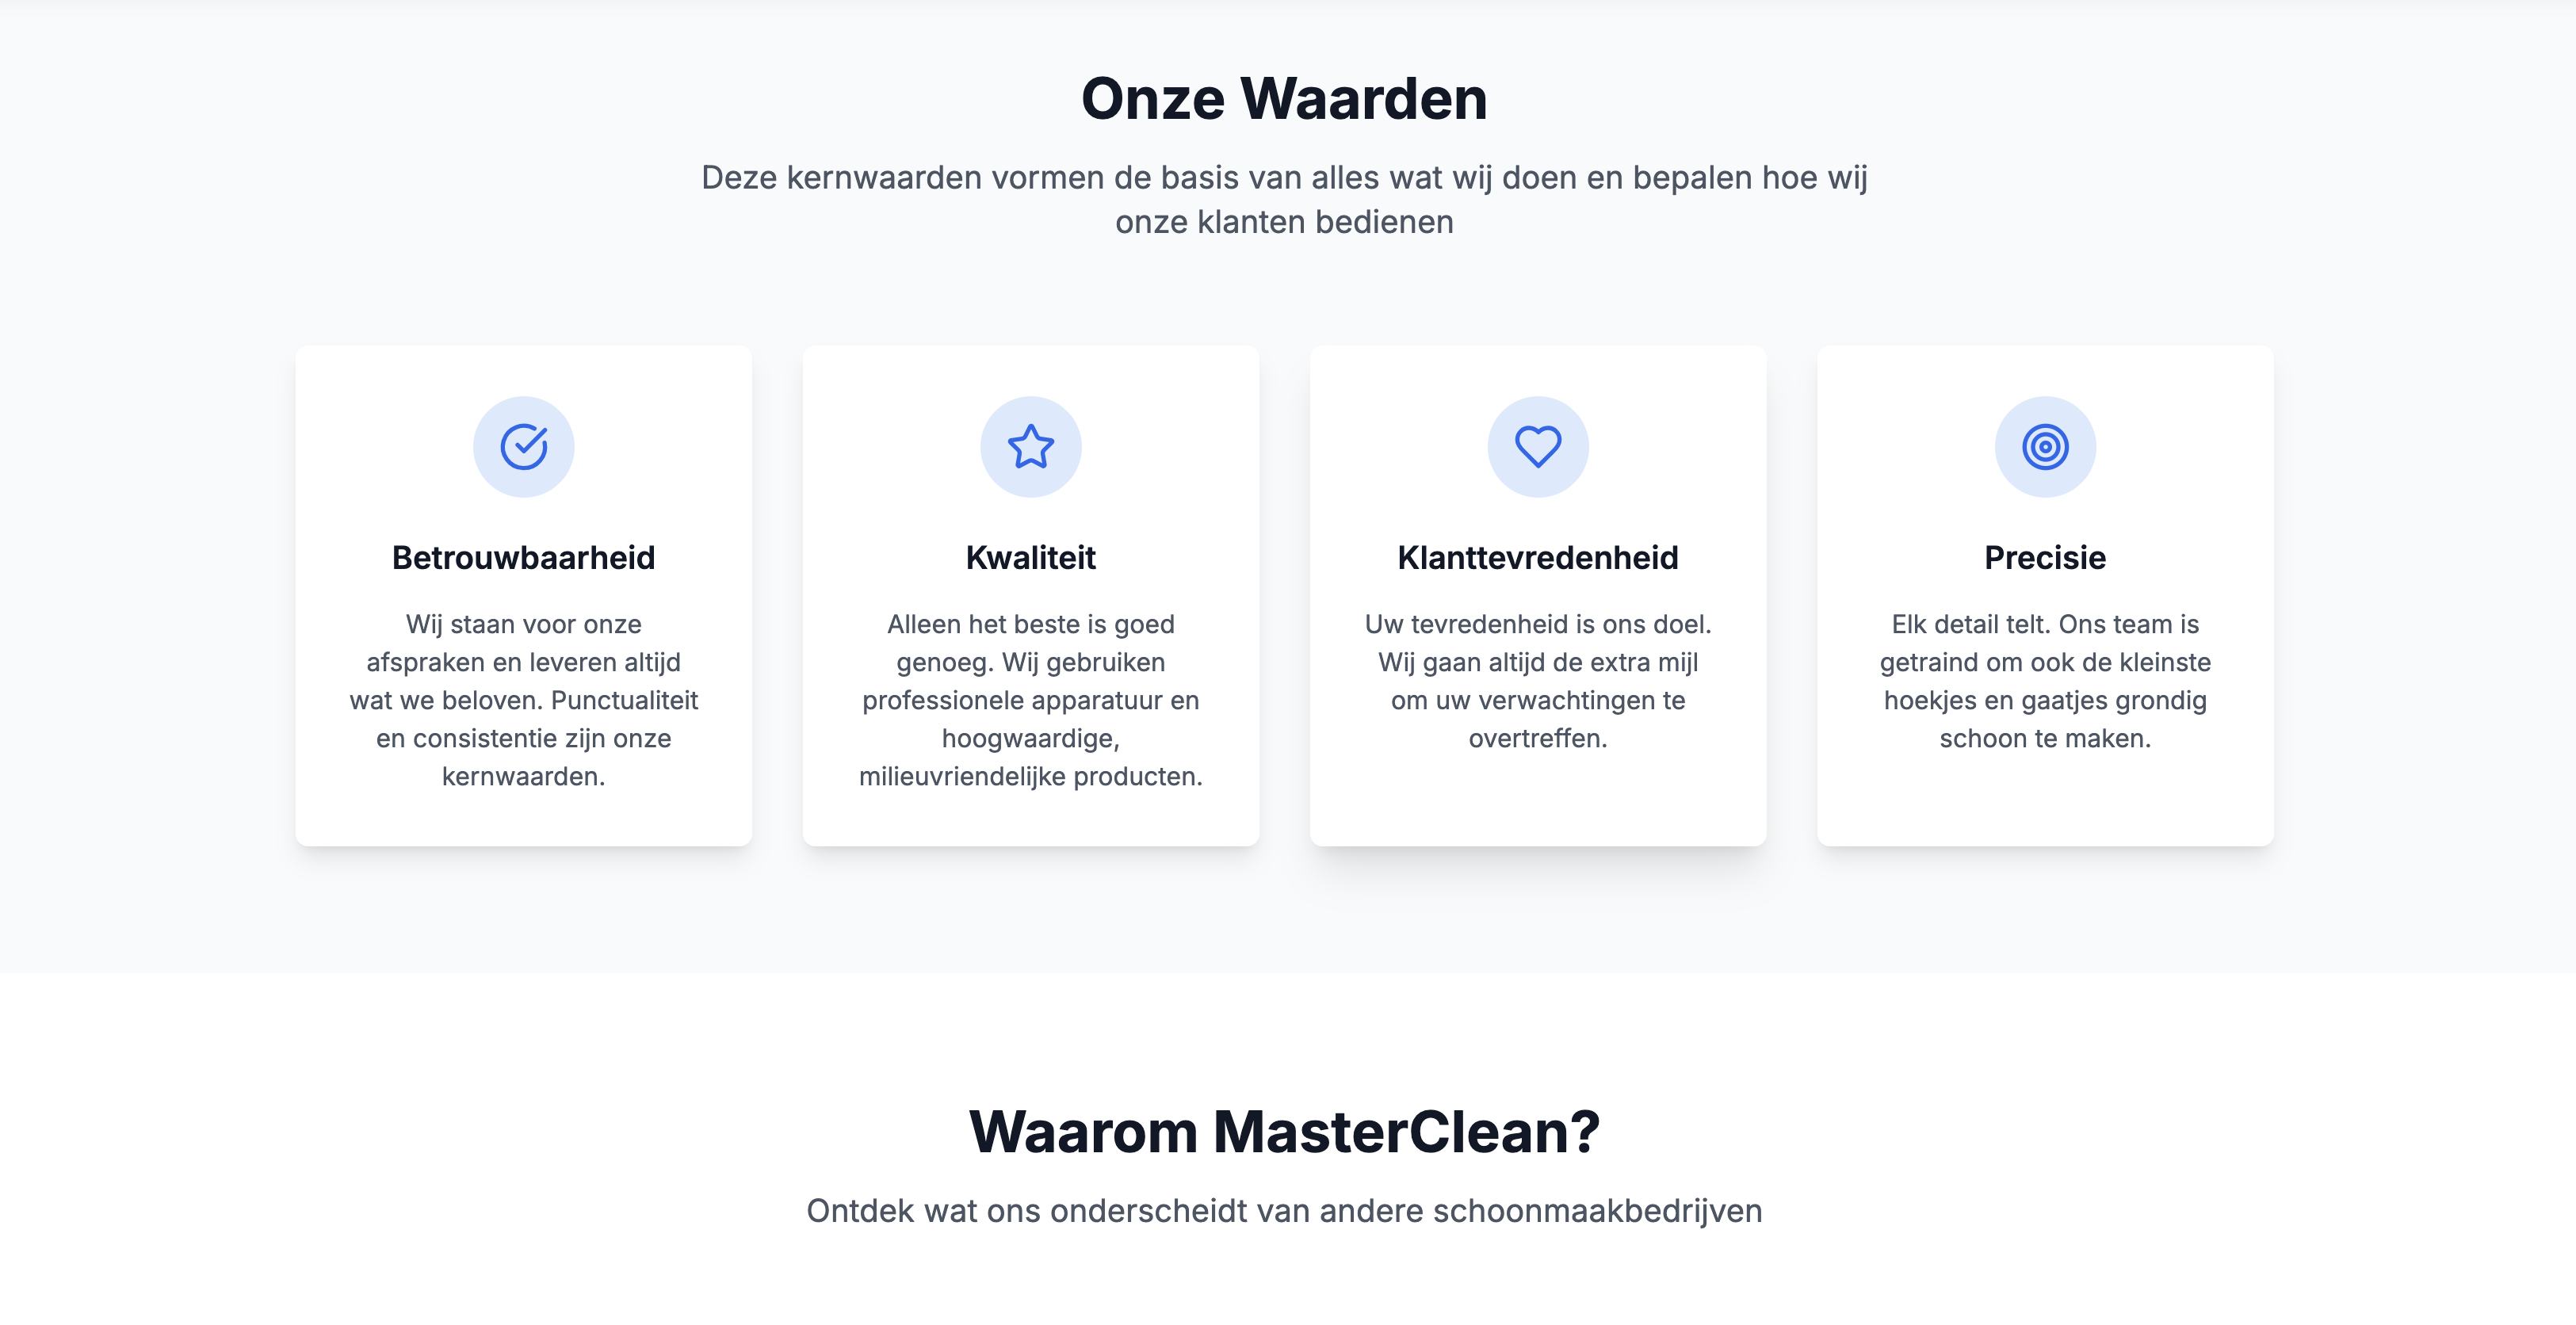 Onze Waarden
Deze kernwaarden vormen de basis van alles wat wij doen en bepalen hoe wij
onze klanten bedienen
Betrouwbaarheid
Wij staan voor onze
afspraken en leveren altijd
wat we beloven. Punctualiteit
en consistentie zijn onze
kernwaarden.
Kwaliteit
Alleen het beste is goed
genoeg. Wij gebruiken
professionele apparatuur en
hoogwaardige,
milieuvriendelijke producten.
Klanttevredenheid
Uw tevredenheid is ons doel.
Wij gaan altijd de extra mijl
om uw verwachtingen te
overtreffen.
Precisie
Elk detail telt. Ons team is
getraind om ook de kleinste
hoekjes en gaatjes grondig
schoon te maken.
Waarom MasterClean?
Ontdek wat ons onderscheidt van andere schoonmaakbedrijven